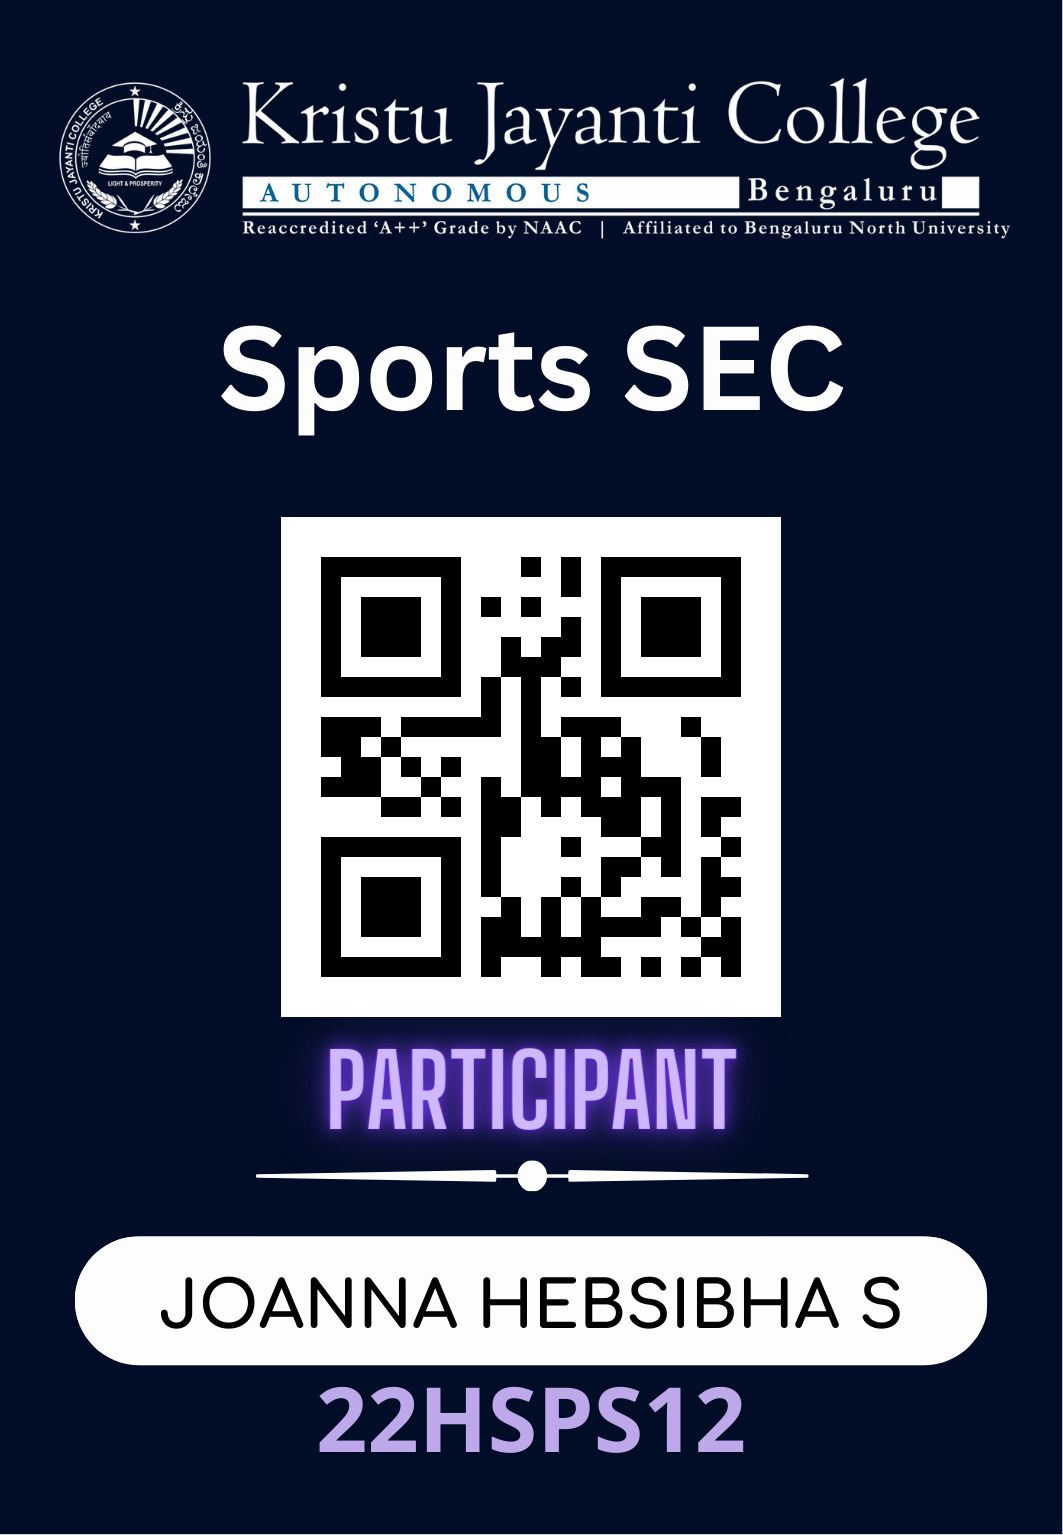 KRISTU JAYANTI COLLEGE
ज्योतिसंवादयाय
LIGHT & PROSPERITY
Kristu Jayanti College
AUTONOMOUS Bengaluru
Reaccredited ‘A++’ Grade by NAAC | Affiliated to Bengaluru North University
Sports SEC
PARTICIPANT
JOANNA HEBSIBHA S
22HSPS12